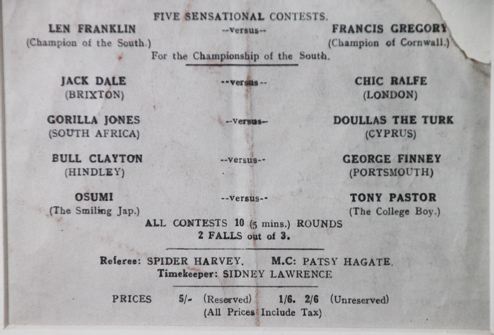 FIVE SENSATIONAL CONTESTS.
LEN FRANKLIN --versus-- FRANCIS GREGORY
(Champion of the South.) (Champion of Cornwall.)
For the Championship of the South.
JACK DALE --versus-- CHIC RALFE
(BRIXTON) (LONDON)
GORILLA JONES --versus-- DOULLAS THE TURK
(SOUTH AFRICA) (CYPRUS)
BULL CLAYTON --versus-- GEORGE FINNEY
(HINDLEY) (PORTSMOUTH)
OSUMI --versus-- TONY PASTOR
(The Smiling Jap.) (The College Boy.)
ALL CONTESTS 10 (5 mins.) ROUNDS
2 FALLS out of 3.
Referee: SPIDER HARVEY. M.C: PATSY HAGATE.
Timekeeper: SIDNEY LAWRENCE
PRICES 5/- (Reserved) 1/6. 2/6 (Unreserved)
(All Prices Include Tax)